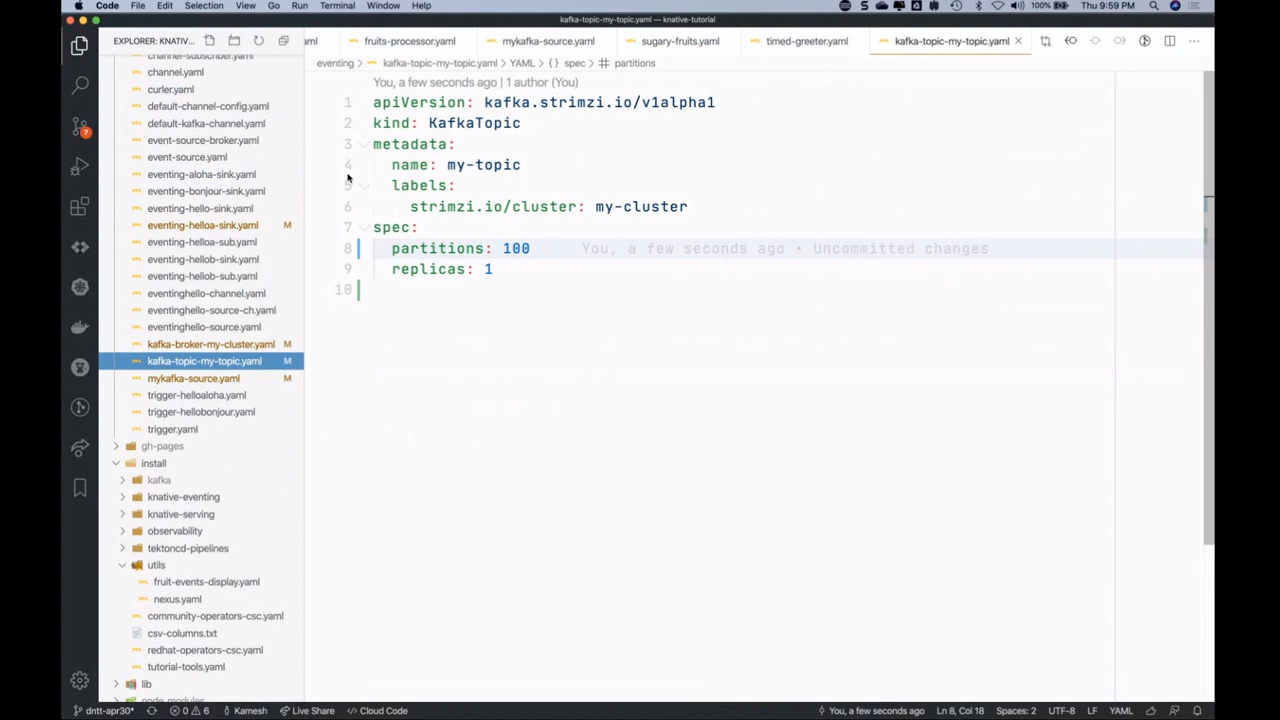 Code File Edit Selection View Go Run Terminal Window Help 100% Thu 9:59 PM
kafka-topic-my-topic.yaml — knative-tutorial
EXPLORER: KNATIV...
fruits-processor.yaml mykafka-source.yaml sugary-fruits.yaml timed-greeter.yaml kafka-topic-my-topic.yaml
eventing > kafka-topic-my-topic.yaml > YAML > {} spec > # partitions
You, a few seconds ago | 1 author (You)
1 apiVersion: kafka.strimzi.io/v1alpha1
2 kind: KafkaTopic
3 metadata:
4 name: my-topic
5 labels:
6 strimzi.io/cluster: my-cluster
7 spec:
8 partitions: 100 You, a few seconds ago • Uncommitted changes
9 replicas: 1
10
channel-subscriber.yaml
channel.yaml
curler.yaml
default-channel-config.yaml
default-kafka-channel.yaml
event-source-broker.yaml
event-source.yaml
eventing-aloha-sink.yaml
eventing-bonjour-sink.yaml
eventing-hello-sink.yaml
eventing-helloa-sink.yaml M
eventing-helloa-sub.yaml
eventing-hellob-sink.yaml
eventing-hellob-sub.yaml
eventinghello-channel.yaml
eventinghello-source-ch.yaml
eventinghello-source.yaml
kafka-broker-my-cluster.yaml M
kafka-topic-my-topic.yaml M
mykafka-source.yaml M
trigger-helloaloha.yaml
trigger-hellobonjour.yaml
trigger.yaml
gh-pages
install
kafka
knative-eventing
knative-serving
observability
tektoncd-pipelines
utils
fruit-events-display.yaml
nexus.yaml
community-operators-csc.yaml
csv-columns.txt
redhat-operators-csc.yaml
tutorial-tools.yaml
lib
node_modules
7
dntt-apr30* 0 6 Kamesh Live Share Cloud Code You, a few seconds ago Ln 8, Col 18 Spaces: 2 UTF-8 LF YAML